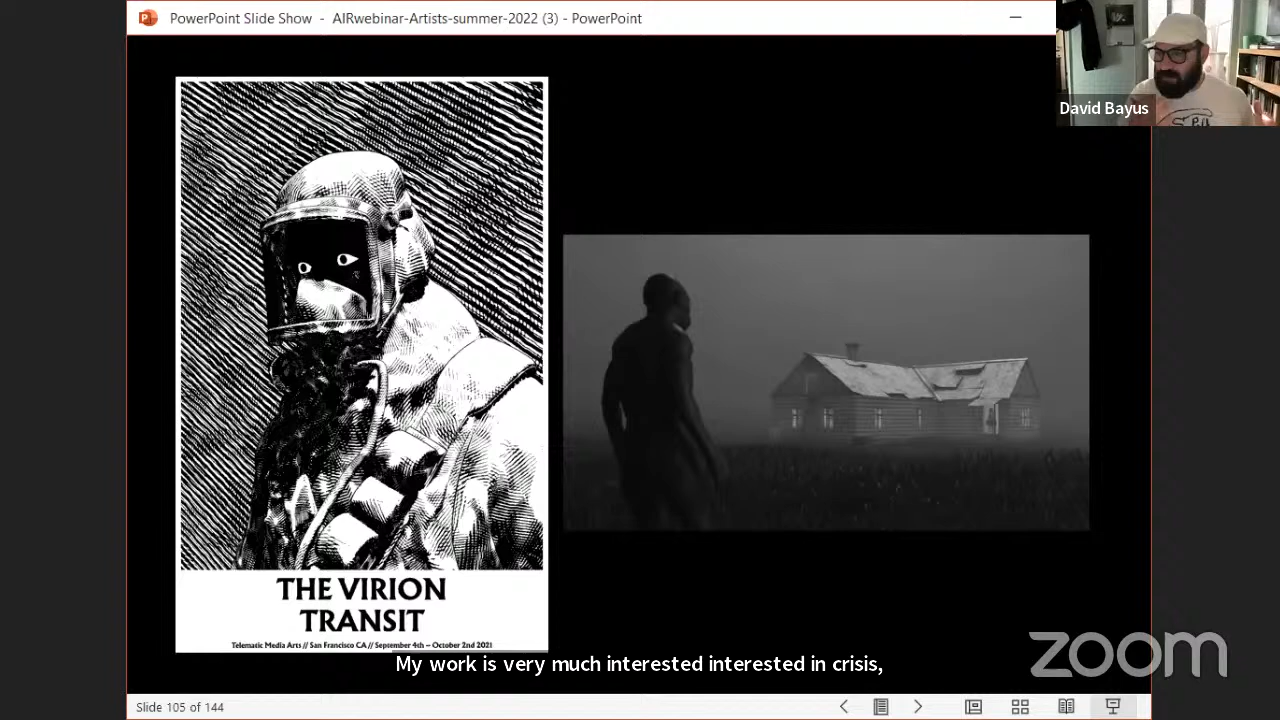 PowerPoint Slide Show - AIRwebinar-Artists-summer-2022 (3) - PowerPoint
David Bayus
THE VIRION
TRANSIT
Telematic Media Arts // San Francisco CA // September 4th – October 2nd 2021
My work is very much interested interested in crisis,
zoom
Slide 105 of 144